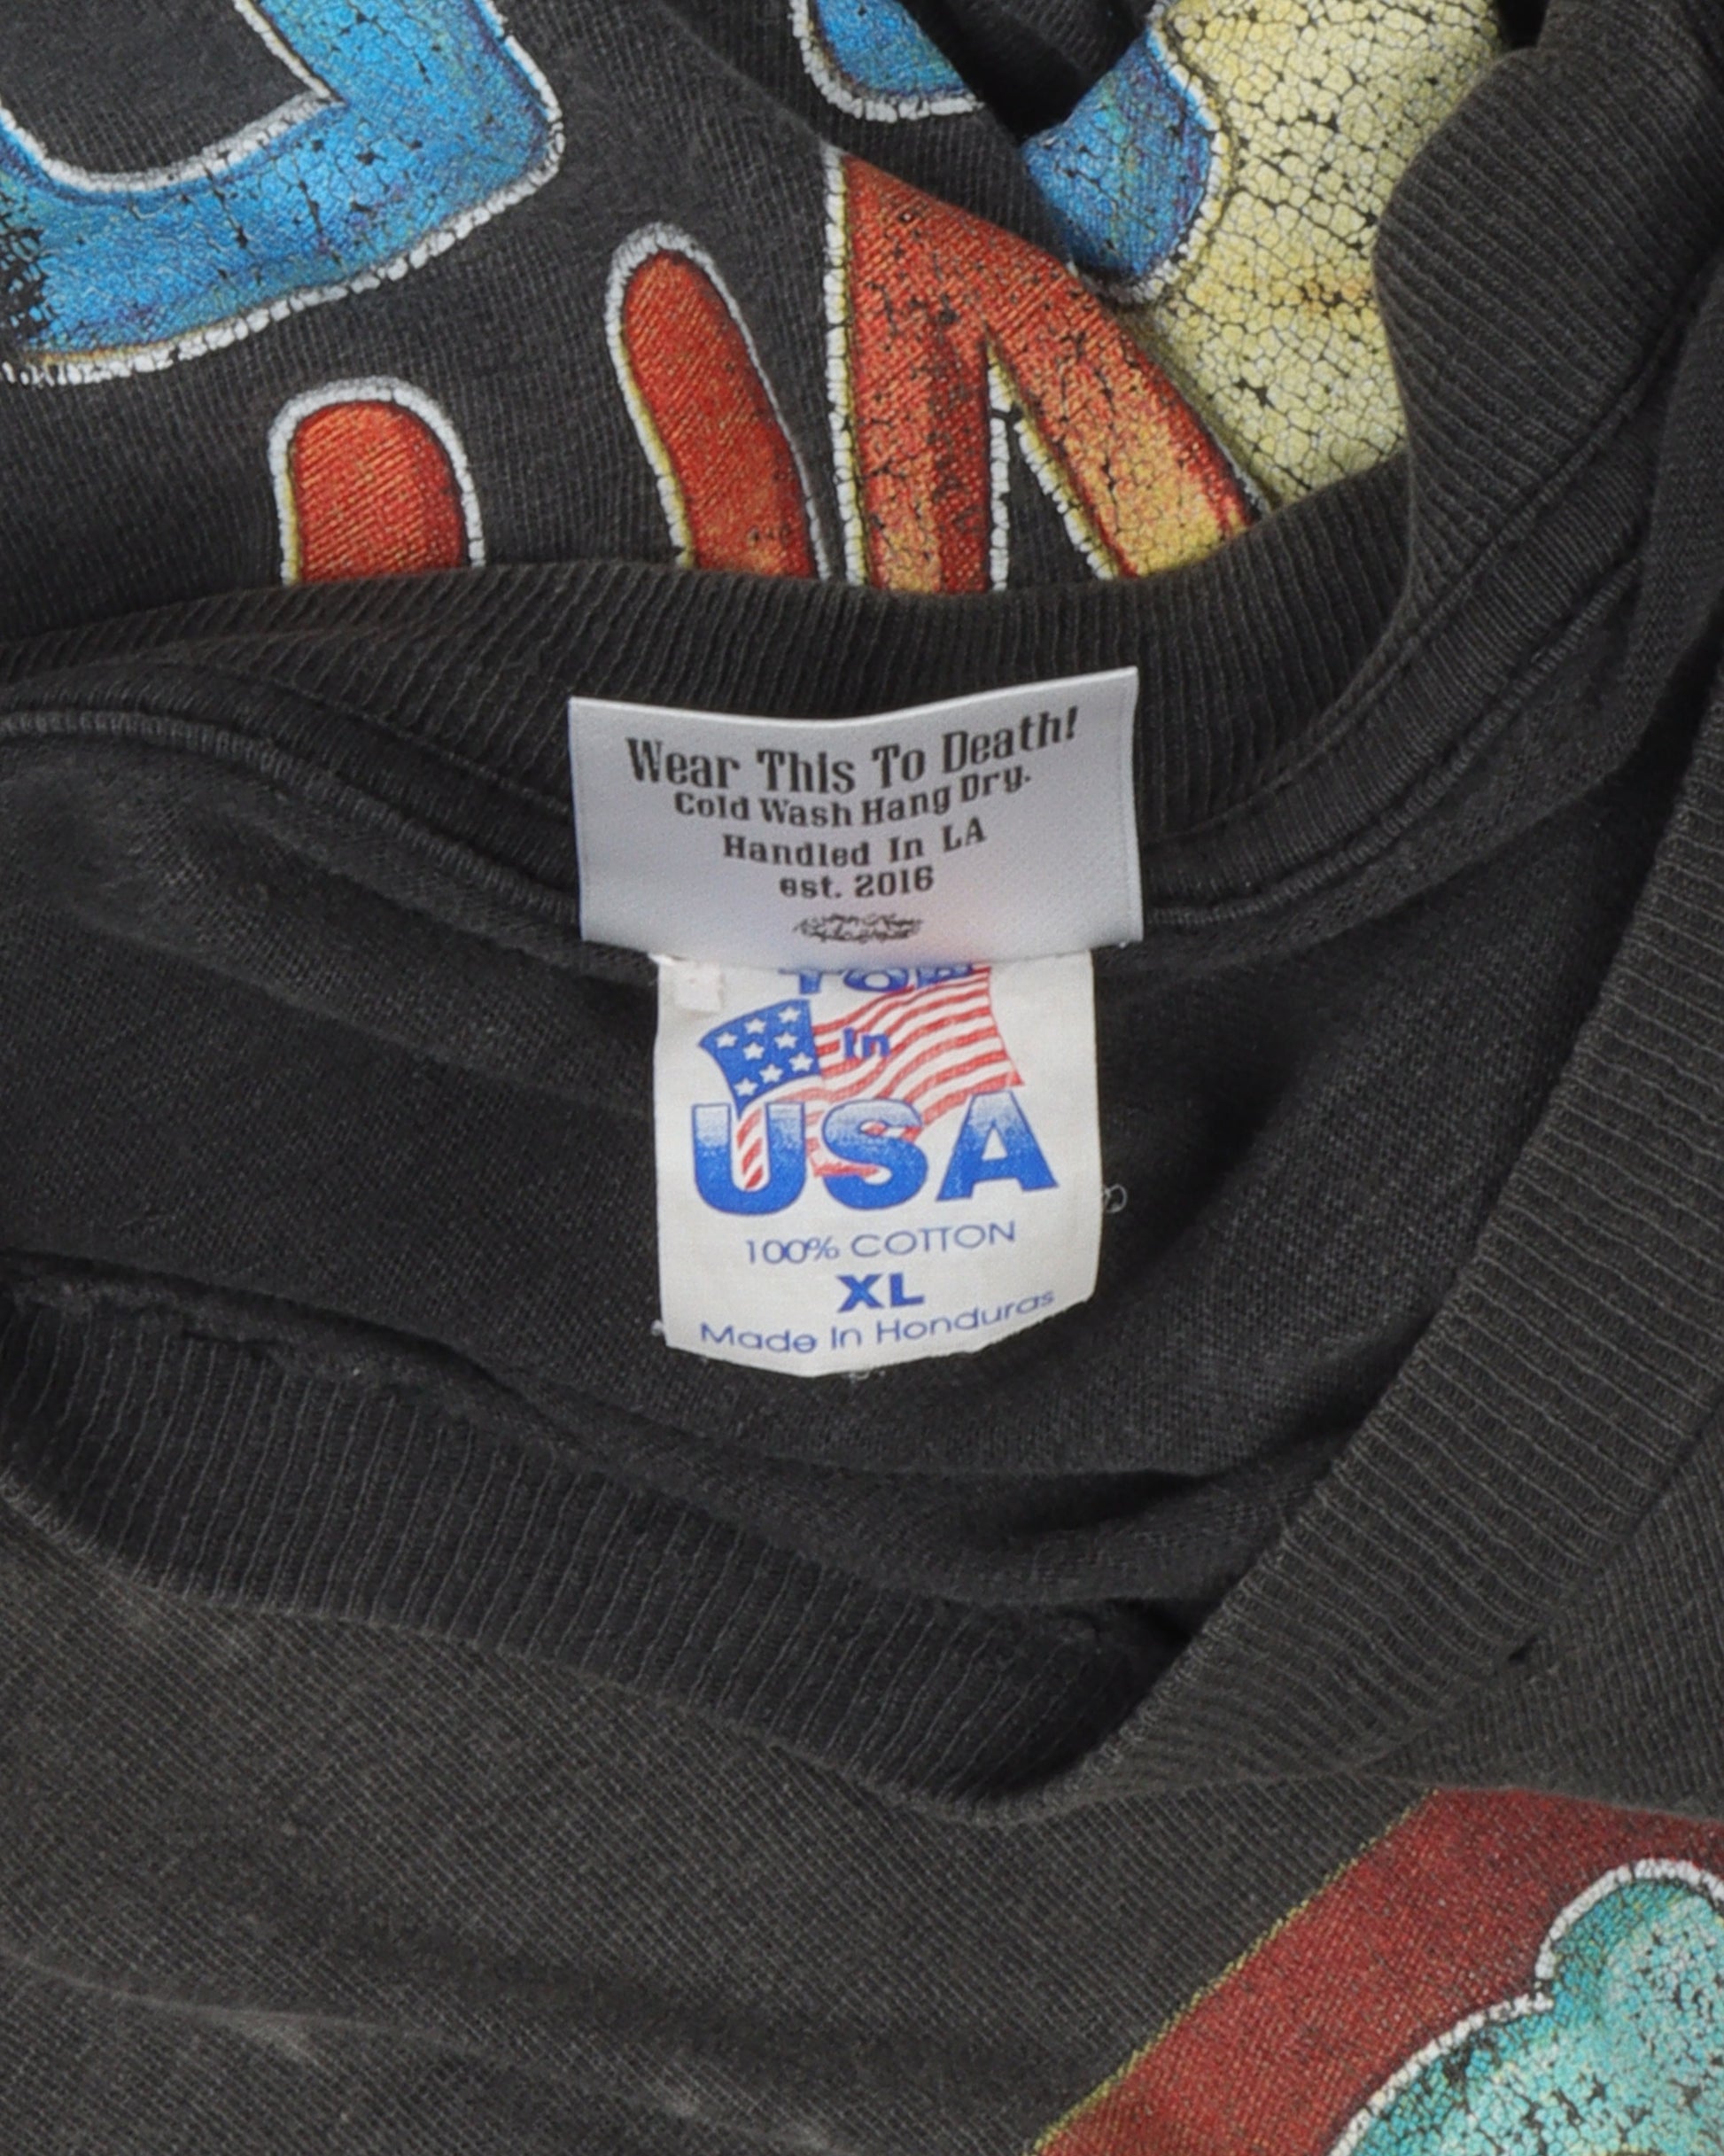 Wear This To Death!
Cold Wash Hang Dry.
Handled In LA
est. 2016
In
USA
100% COTTON
XL
Made In Honduras